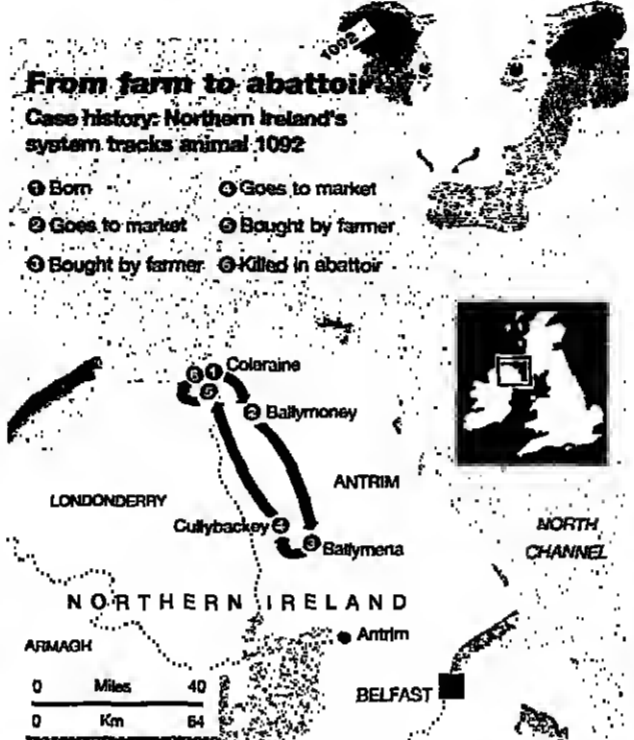 1092
From farm to abattoir
Case history: Northern Ireland's
system tracks animal 1092
1 Born
2 Goes to market
3 Bought by farmer
4 Goes to market
5 Bought by farmer
6 Killed in abattoir
6 1 Coleraine
5
2 Ballymoney
ANTRIM
LONDONDERRY
Cullybackey 4
3 Ballymena
NORTH
CHANNEL
NORTHERN IRELAND
Antrim
ARMAGH
0 Miles 40
BELFAST
0 Km 64